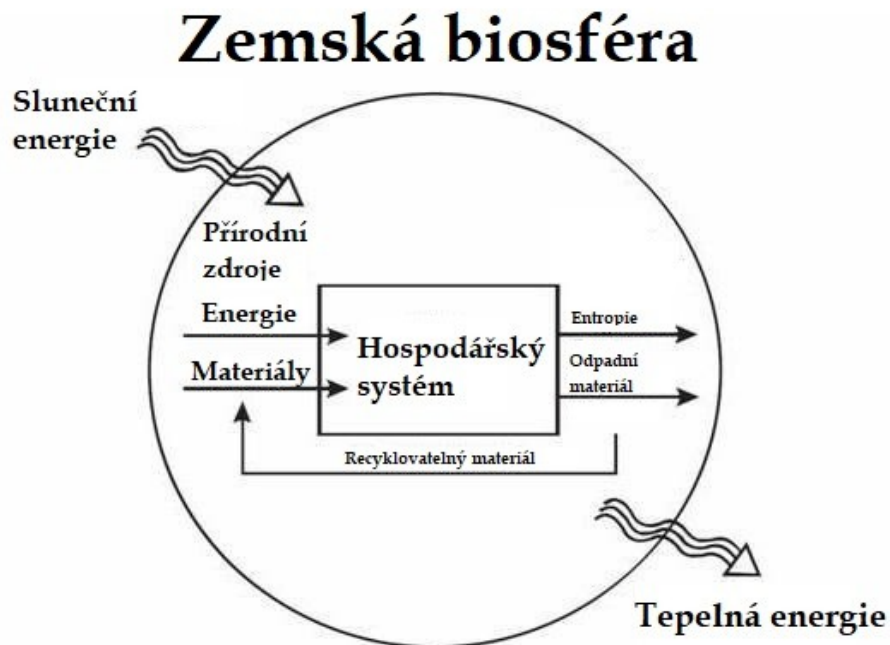 Zemská biosféra
Sluneční
energie
Přírodní
zdroje
Energie
Materiály
Hospodářský
systém
Entropie
Odpadní
materiál
Recyklovatelný materiál
Tepelná energie